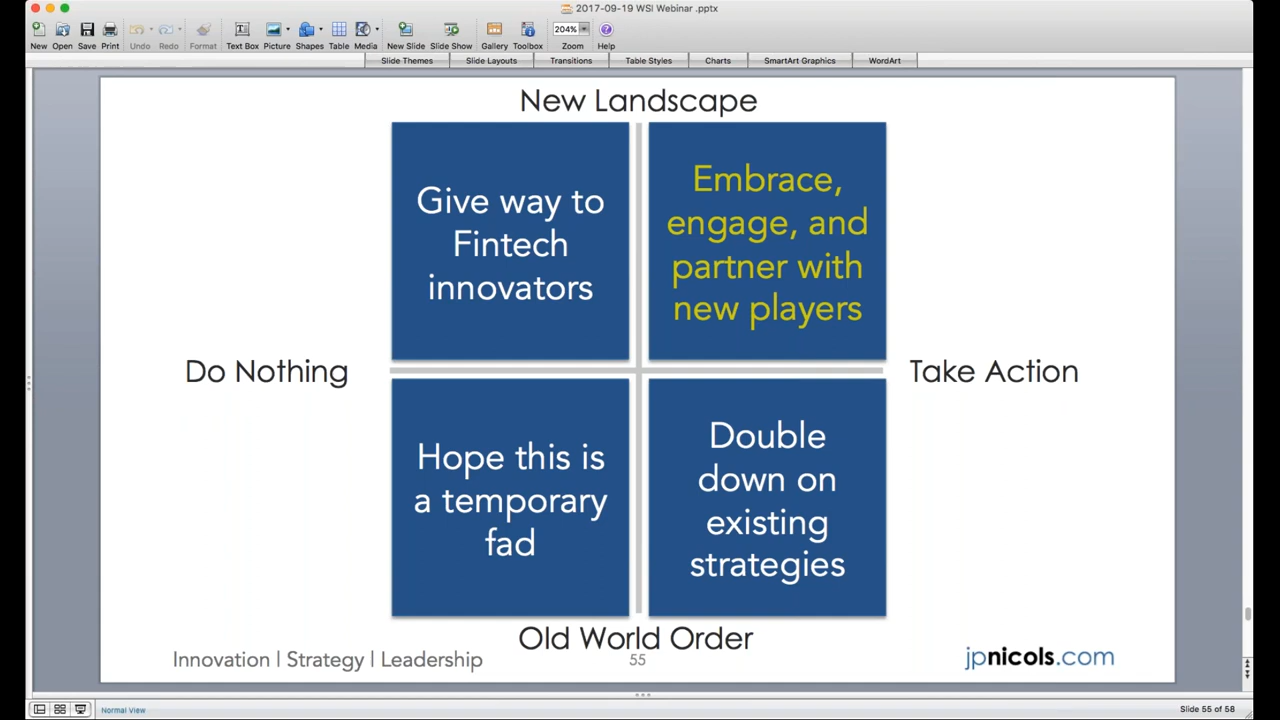 2017-09-19 WSI Webinar .pptx
New Open Save Print Undo Redo Format Text Box Picture Shapes Table Media New Slide Slide Show Gallery Toolbox 204% Zoom Help
Slide Themes Slide Layouts Transitions Table Styles Charts SmartArt Graphics WordArt
New Landscape
Give way to
Fintech
innovators
Embrace,
engage, and
partner with
new players
Do Nothing
Take Action
Hope this is
a temporary
fad
Double
down on
existing
strategies
Old World Order
Innovation | Strategy | Leadership
55
jpnicols.com
Normal View
Slide 55 of 58